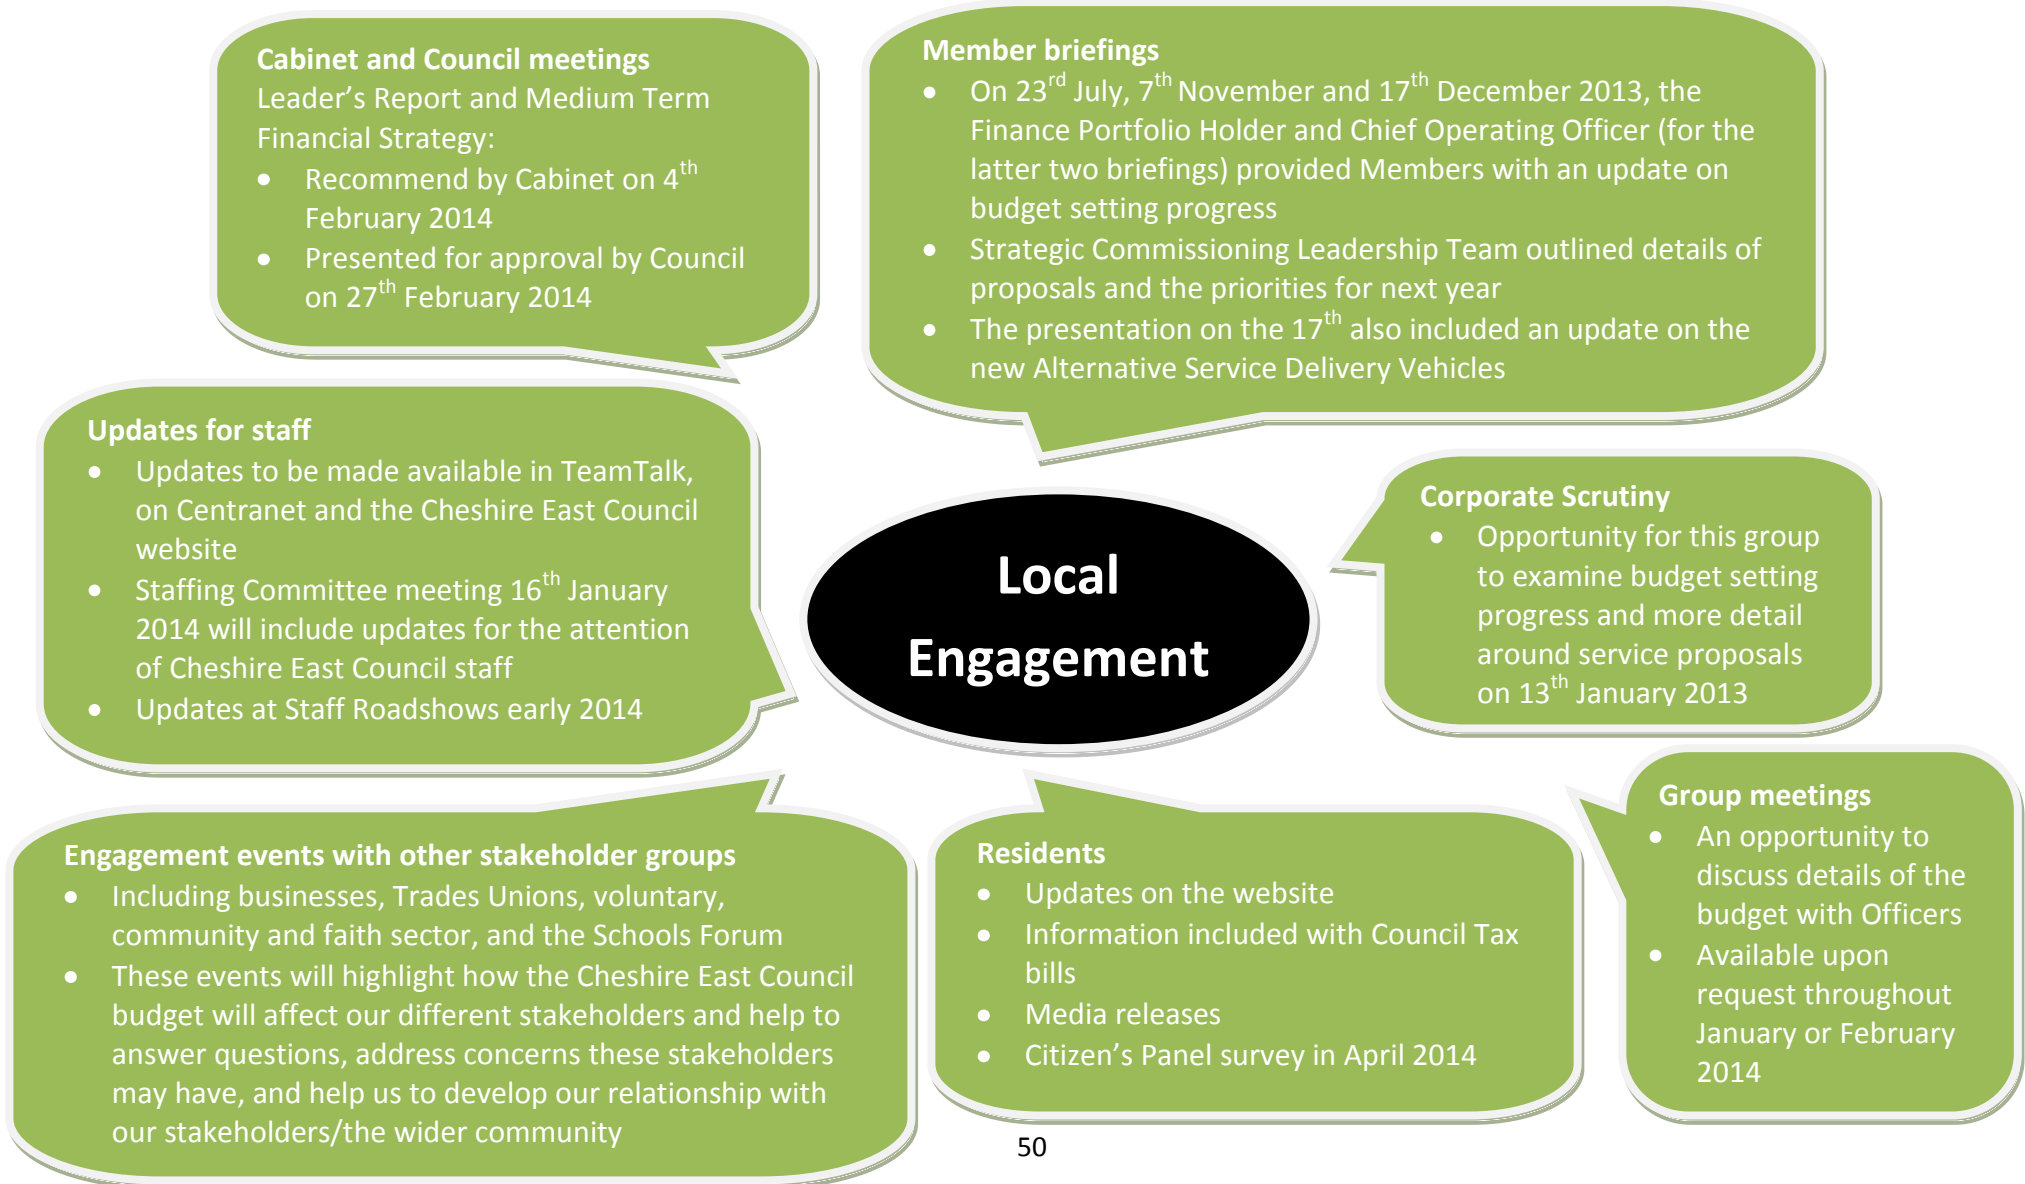 Cabinet and Council meetings
Leader’s Report and Medium Term
Financial Strategy:
• Recommend by Cabinet on 4th
February 2014
• Presented for approval by Council
on 27th February 2014
Member briefings
• On 23rd July, 7th November and 17th December 2013, the
Finance Portfolio Holder and Chief Operating Officer (for the
latter two briefings) provided Members with an update on
budget setting progress
• Strategic Commissioning Leadership Team outlined details of
proposals and the priorities for next year
• The presentation on the 17th also included an update on the
new Alternative Service Delivery Vehicles
Updates for staff
• Updates to be made available in TeamTalk,
on Centranet and the Cheshire East Council
website
• Staffing Committee meeting 16th January
2014 will include updates for the attention
of Cheshire East Council staff
• Updates at Staff Roadshows early 2014
Local
Engagement
Corporate Scrutiny
• Opportunity for this group
to examine budget setting
progress and more detail
around service proposals
on 13th January 2013
Engagement events with other stakeholder groups
• Including businesses, Trades Unions, voluntary,
community and faith sector, and the Schools Forum
• These events will highlight how the Cheshire East Council
budget will affect our different stakeholders and help to
answer questions, address concerns these stakeholders
may have, and help us to develop our relationship with
our stakeholders/the wider community
Residents
• Updates on the website
• Information included with Council Tax
bills
• Media releases
• Citizen’s Panel survey in April 2014
Group meetings
• An opportunity to
discuss details of the
budget with Officers
• Available upon
request throughout
January or February
2014
50